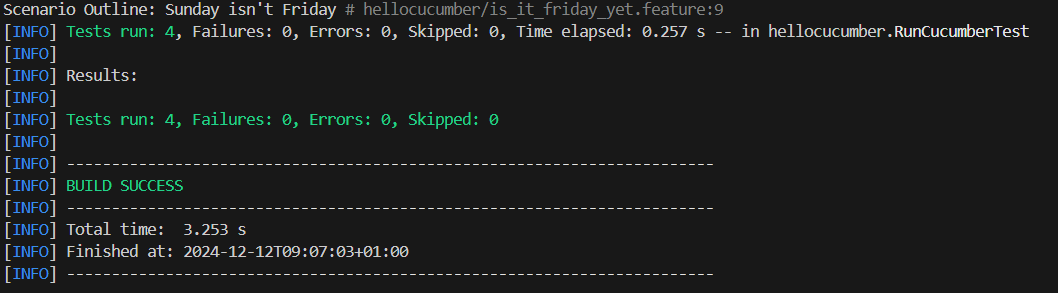 Scenario Outline: Sunday isn't Friday # hellocucumber/is_it_friday_yet.feature:9
[INFO] Tests run: 4, Failures: 0, Errors: 0, Skipped: 0, Time elapsed: 0.257 s -- in hellocucumber.RunCucumberTest
[INFO]
[INFO] Results:
[INFO]
[INFO] Tests run: 4, Failures: 0, Errors: 0, Skipped: 0
[INFO]
[INFO] ------------------------------------------------------------------------
[INFO] BUILD SUCCESS
[INFO] ------------------------------------------------------------------------
[INFO] Total time:  3.253 s
[INFO] Finished at: 2024-12-12T09:07:03+01:00
[INFO] ------------------------------------------------------------------------